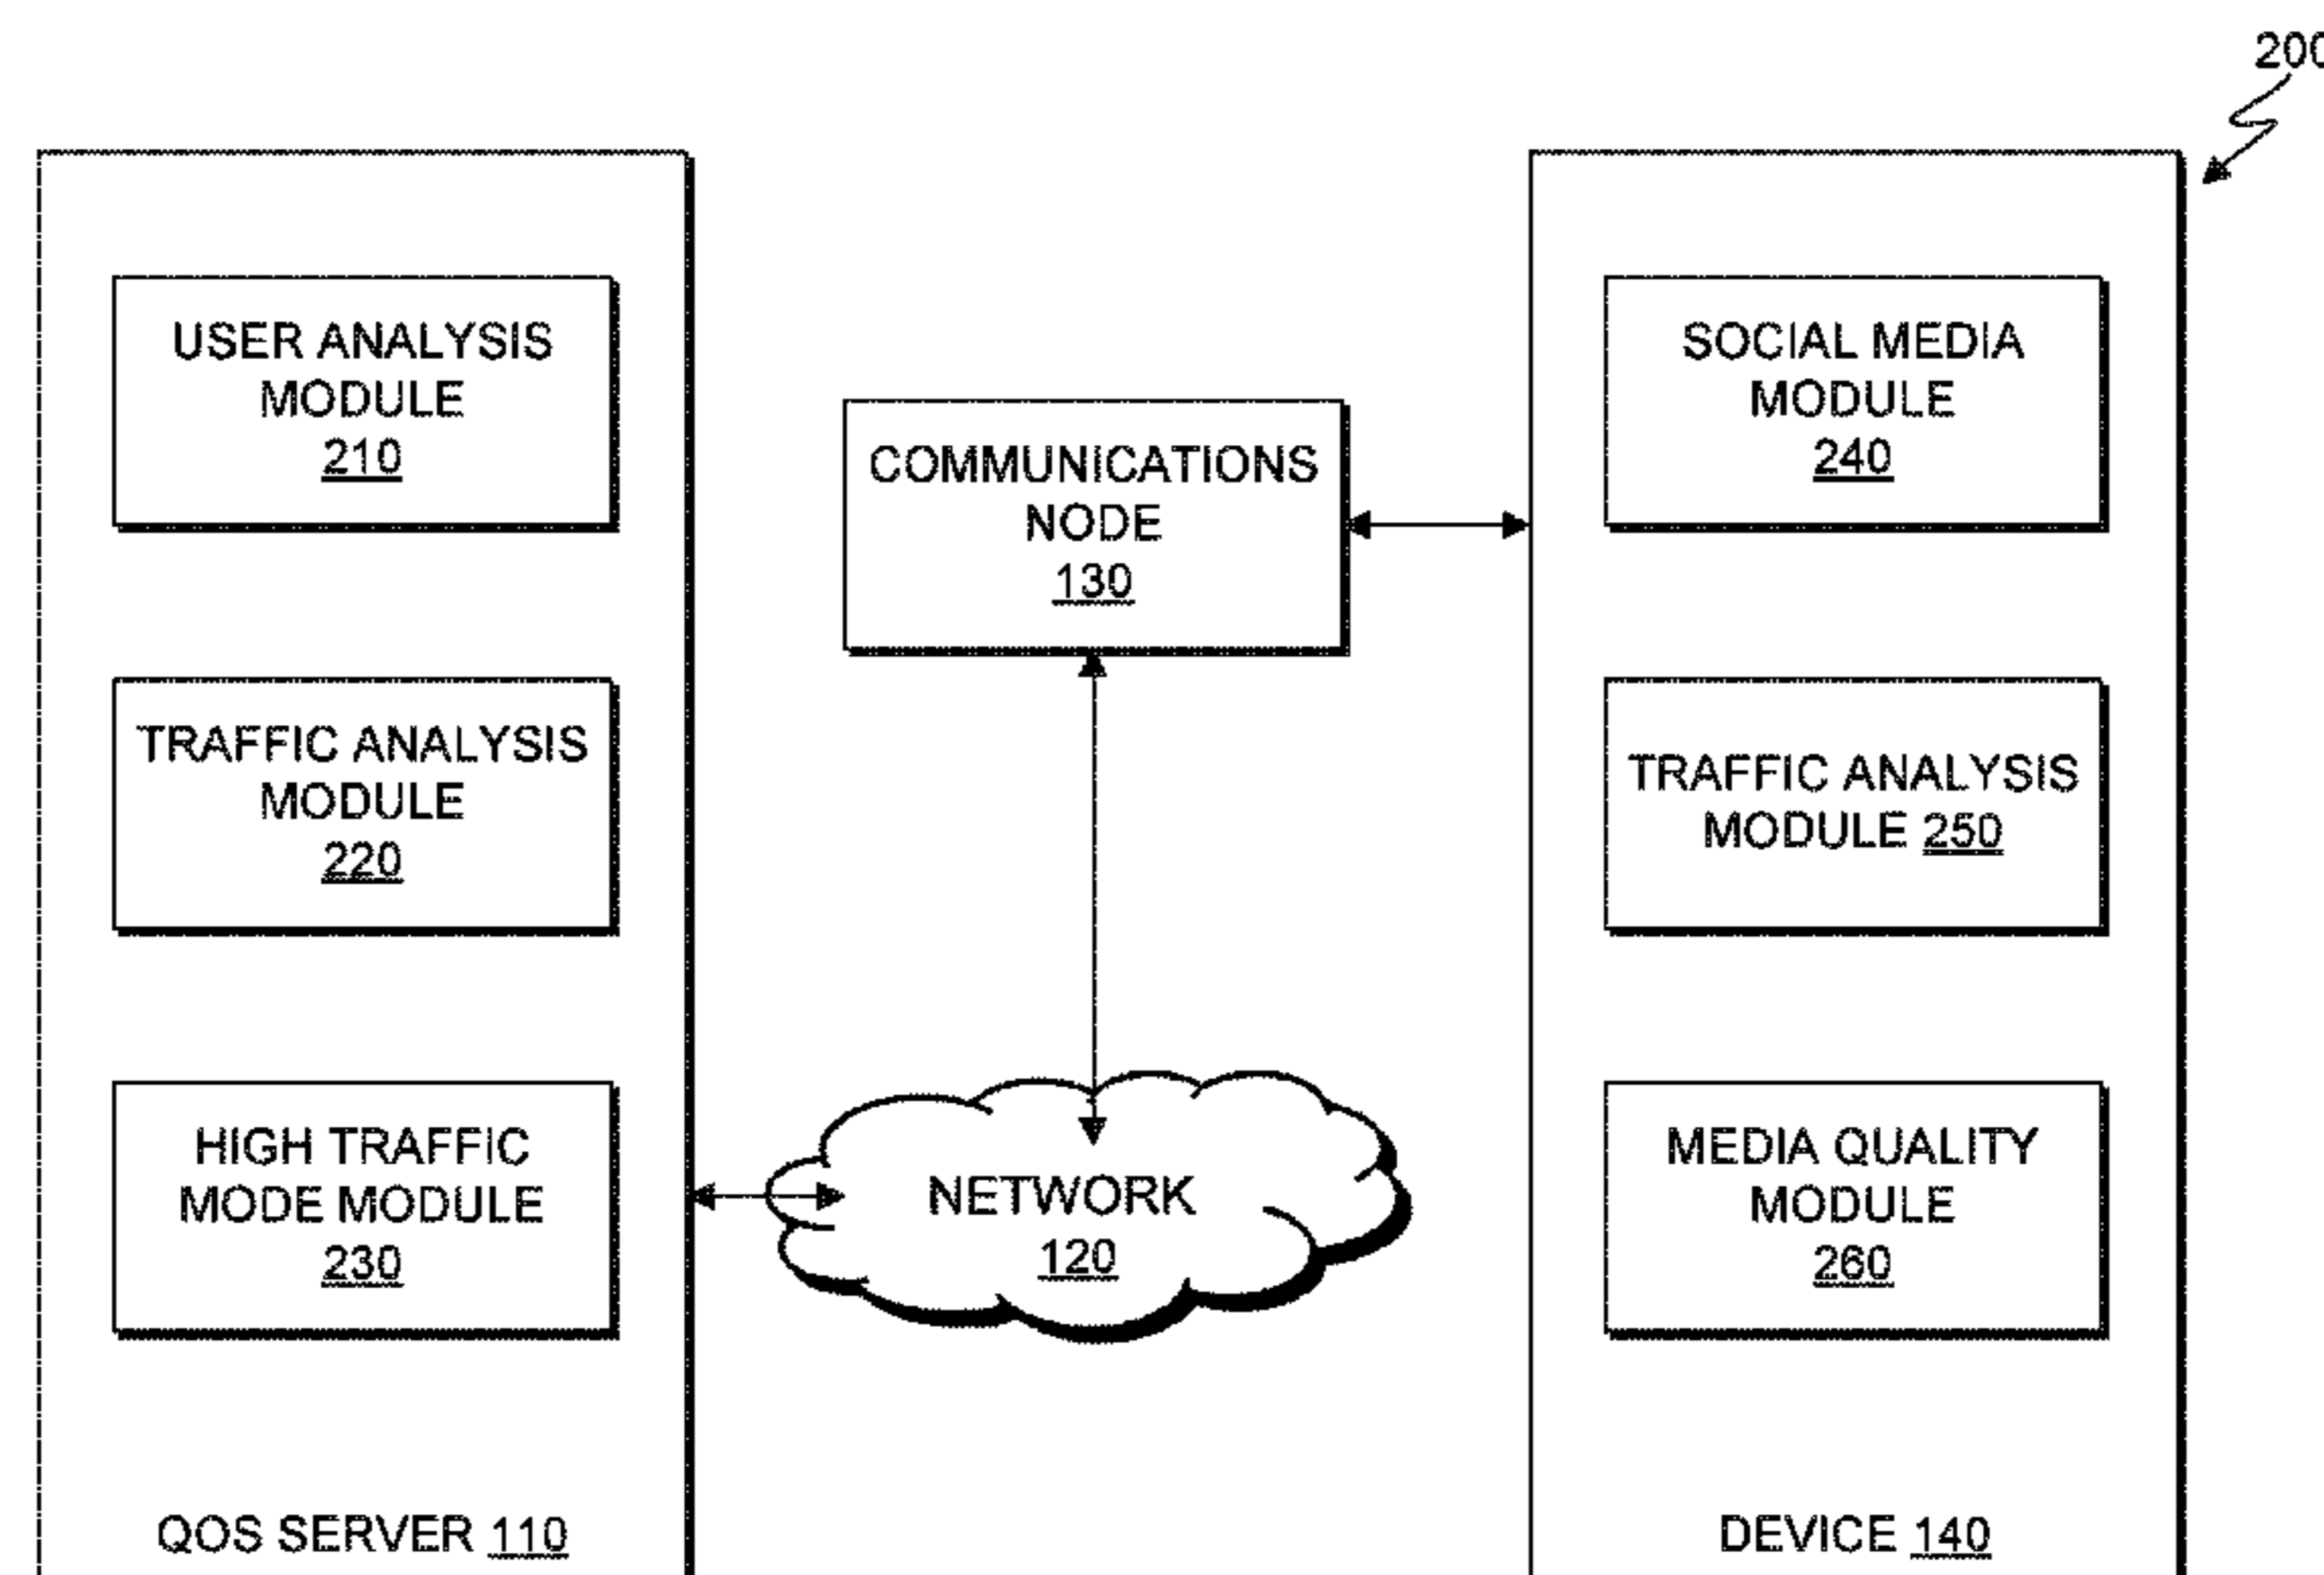 200
USER ANALYSIS
MODULE
210
TRAFFIC ANALYSIS
MODULE
220
HIGH TRAFFIC
MODE MODULE
230
QOS SERVER 110
COMMUNICATIONS
NODE
130
NETWORK
120
SOCIAL MEDIA
MODULE
240
TRAFFIC ANALYSIS
MODULE 250
MEDIA QUALITY
MODULE
260
DEVICE 140